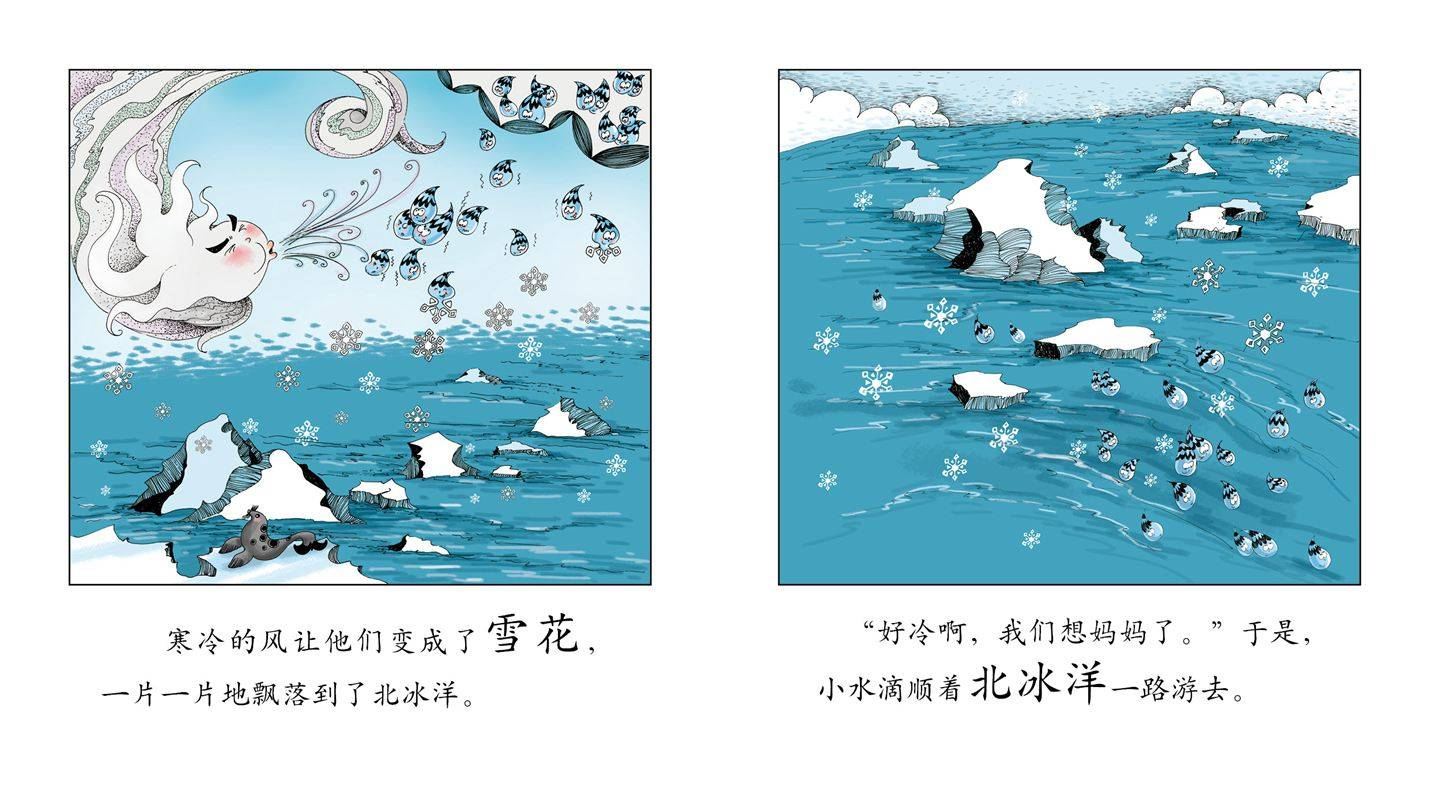 寒冷的风让他们变成了雪花，
一片一片地飘落到了北冰洋。
“好冷啊，我们想妈妈了。”于是，
小水滴顺着北冰洋一路游去。